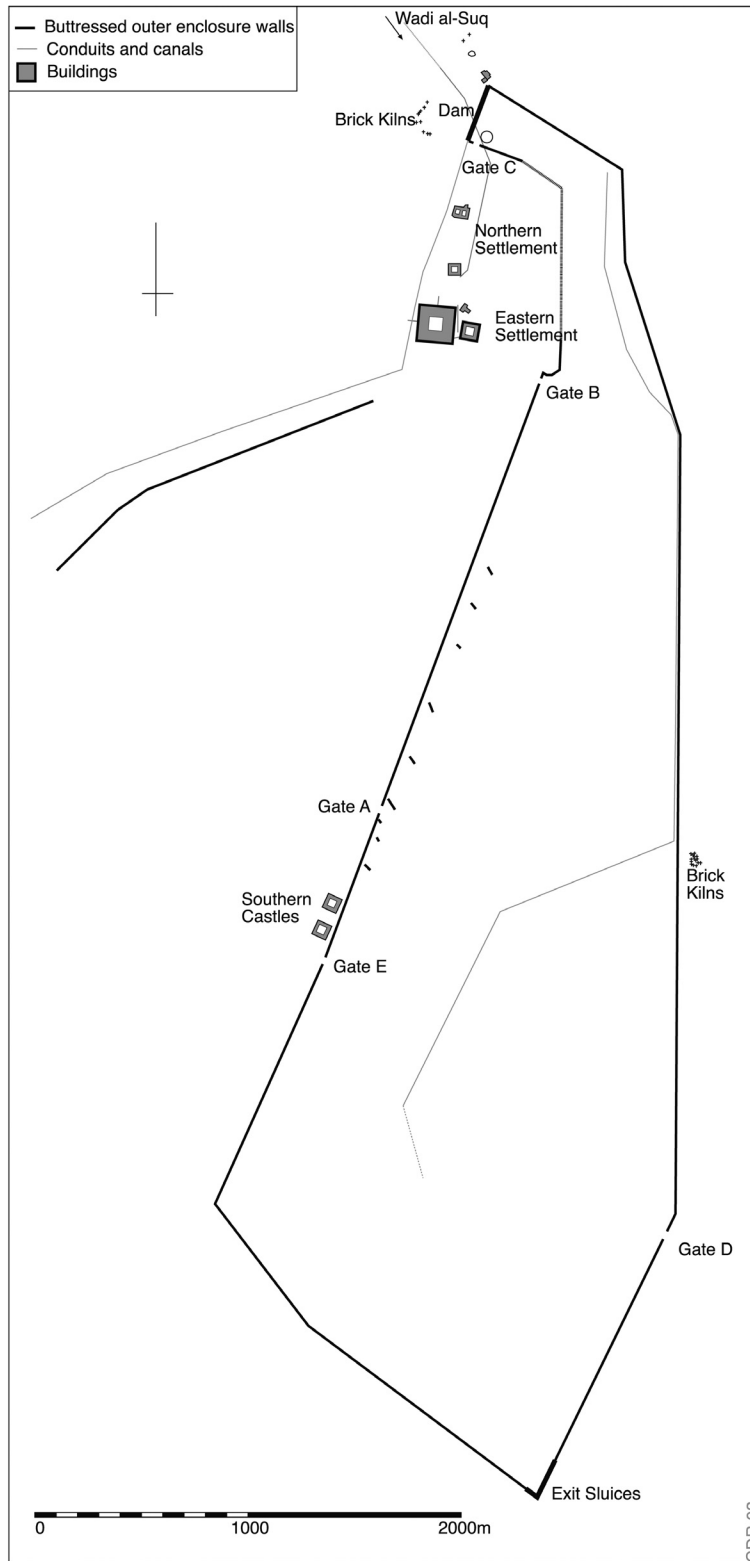 Buttressed outer enclosure walls
Conduits and canals
Buildings
Wadi al-Suq
Dam
Brick Kilns
Gate C
Northern
Settlement
Eastern
Settlement
Gate B
Gate A
Brick
Kilns
Southern
Castles
Gate E
Gate D
Exit Sluices
0 1000 2000m